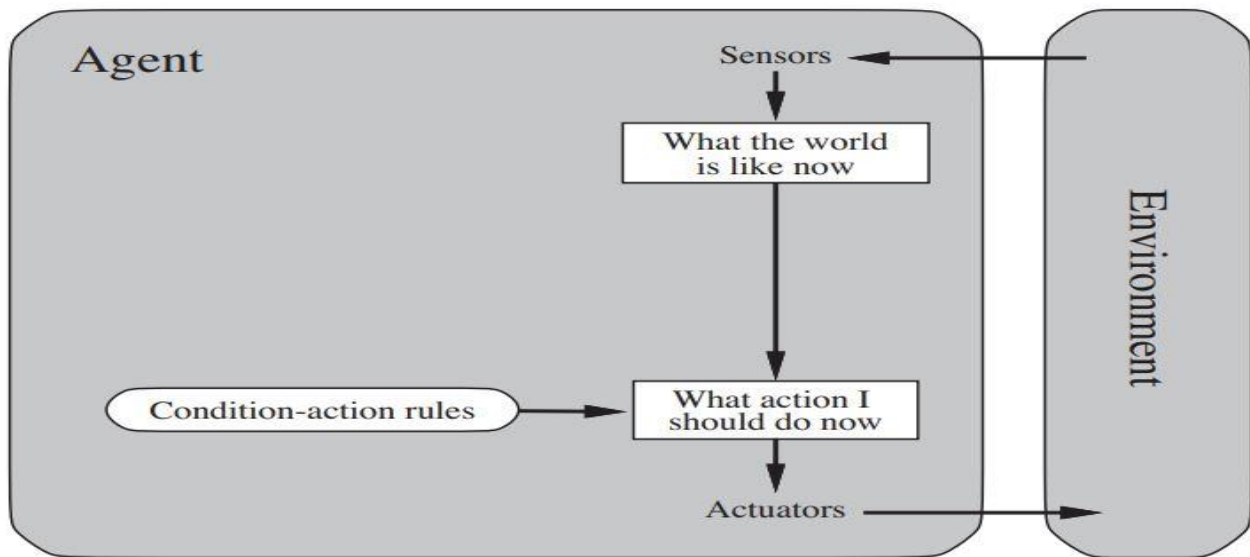 Agent
Sensors
What the world
is like now
Environment
Condition-action rules
What action I
should do now
Actuators